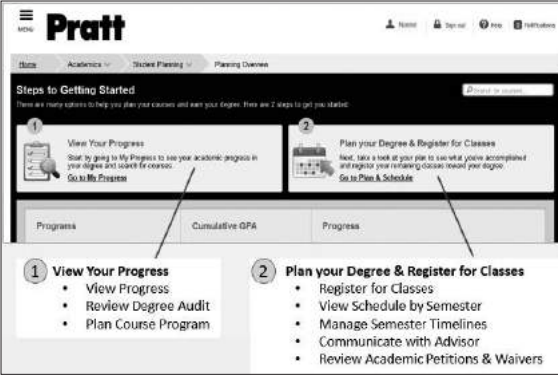 MENU
Pratt
Name
Sign out
Help
Notifications
Home
Academics
Student Planning
Planning Overview
Steps to Getting Started
There are many options to help you plan your courses and earn your degree. Here are 2 steps to get you started:
Search for courses...
1
View Your Progress
Start by going to My Progress to see your academic progress in
your degree and search for courses.
Go to My Progress
2
Plan your Degree & Register for Classes
Next, take a look at your plan to see what you've accomplished
and register your remaining classes toward your degree.
Go to Plan & Schedule
Programs
Cumulative GPA
Progress
1 View Your Progress
• View Progress
• Review Degree Audit
• Plan Course Program
2 Plan your Degree & Register for Classes
• Register for Classes
• View Schedule by Semester
• Manage Semester Timelines
• Communicate with Advisor
• Review Academic Petitions & Waivers